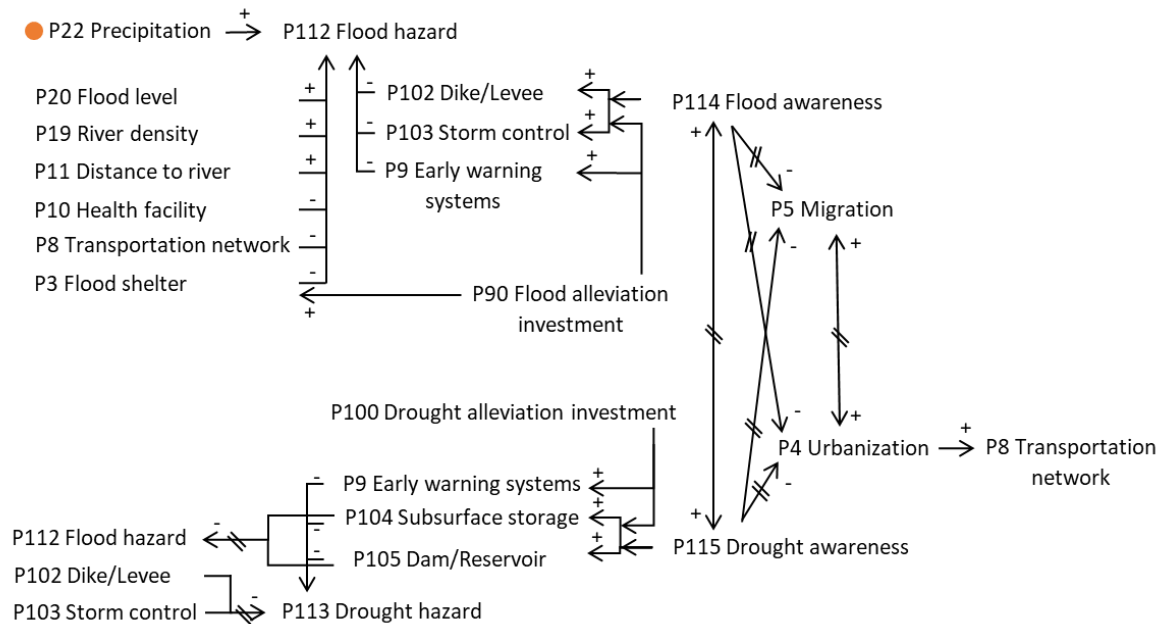 P22 Precipitation
+
P112 Flood hazard
P20 Flood level
+
P19 River density
+
P11 Distance to river
+
P10 Health facility
-
P8 Transportation network
-
P3 Flood shelter
-
+
-
P102 Dike/Levee
+
-
P103 Storm control
+
-
P9 Early warning
systems
+
P90 Flood alleviation
investment
P114 Flood awareness
+
-
P5 Migration
-
+
P100 Drought alleviation investment
-
+
P4 Urbanization
-
+
P8 Transportation
network
-
P9 Early warning systems
+
P104 Subsurface storage
+
-
P105 Dam/Reservoir
+
-
+
P115 Drought awareness
P112 Flood hazard
-
P102 Dike/Levee
P103 Storm control
-
P113 Drought hazard